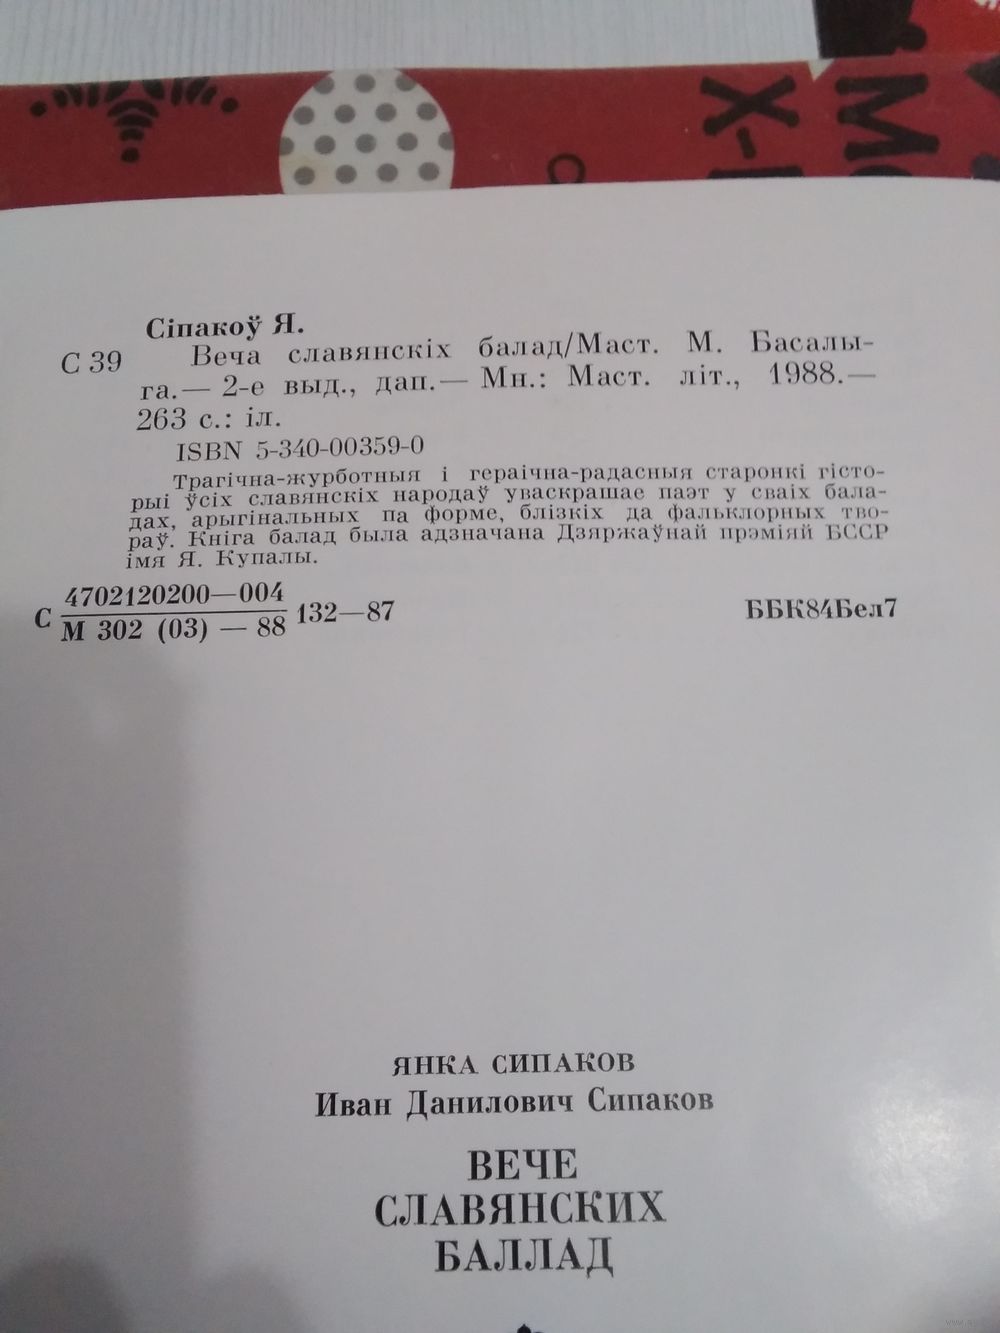 Сіпакоў Я.
С 39 Веча славянскіх балад/Маст. М. Басалы-
га.— 2-е выд., дап.— Мн.: Маст. літ., 1988.—
263 с.: іл.
ISBN 5-340-00359-0
Трагічна-журботныя і гераічна-радасныя старонкі гісто-
рыі ўсіх славянскіх народаў уваскрашае паэт у сваіх бала-
дах, арыгінальных па форме, блізкіх да фальклорных тво-
раў. Кніга балад была адзначана Дзяржаўнай прэміяй БССР
імя Я. Купалы.
С 4702120200—004
М 302 (03) — 88 132—87 ББК84Бел7
ЯНКА СИПАКОВ
Иван Данилович Сипаков
ВЕЧЕ
СЛАВЯНСКИХ
БАЛЛАД